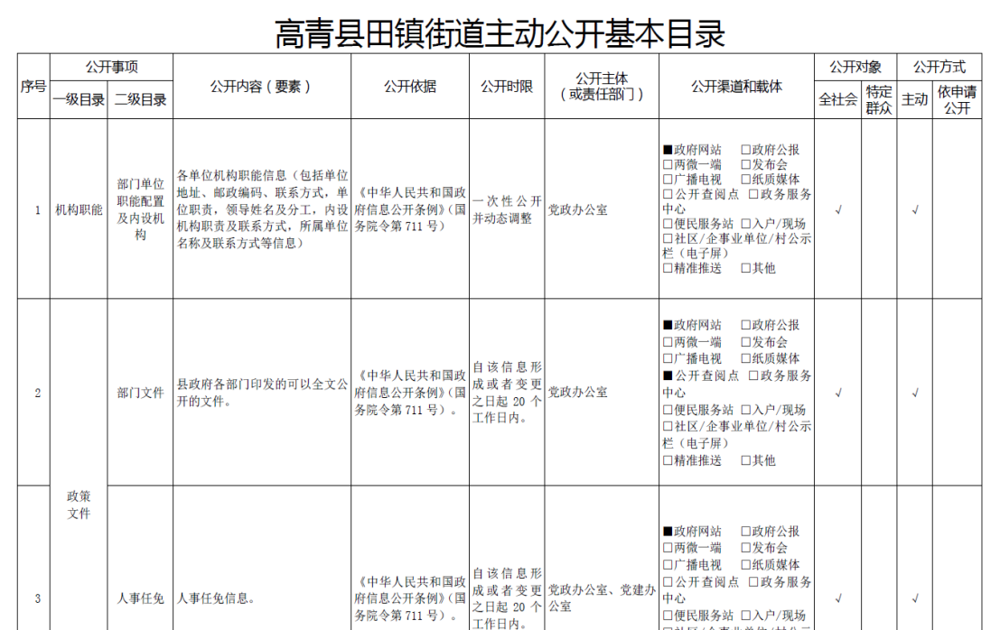 高青县田镇街道主动公开基本目录
序号
公开事项
公开内容（要素）
公开依据
公开时限
公开主体
（或责任部门）
公开渠道和载体
公开对象
公开方式
一级目录
二级目录
全社会
特定
群众
主动
依申请
公开
1
机构职能
部门单位
职能配置
及内设机
构
各单位机构职能信息（包括单位
地址、邮政编码、联系方式，单
位职责，领导姓名及分工，内设
机构职责及联系方式，所属单位
名称及联系方式等信息）
《中华人民共和国政
府信息公开条例》（国
务院令第711号）
一次性公开
并动态调整
党政办公室
■政府网站 □政府公报
□两微一端 □发布会
□广播电视 □纸质媒体
□公开查阅点 □政务服务
中心
□便民服务站 □入户/现场
□社区/企事业单位/村公示
栏（电子屏）
□精准推送 □其他
√
√
2
政策
文件
部门文件
县政府各部门印发的可以全文公
开的文件。
《中华人民共和国政
府信息公开条例》（国
务院令第711号）。
自该信息形
成或者变更
之日起 20 个
工作日内。
党政办公室
■政府网站 □政府公报
□两微一端 □发布会
□广播电视 □纸质媒体
■公开查阅点 □政务服务
中心
□便民服务站 □入户/现场
□社区/企事业单位/村公示
栏（电子屏）
□精准推送 □其他
√
√
3
人事任免
人事任免信息。
《中华人民共和国政
府信息公开条例》（国
务院令第711号）。
自该信息形
成或者变更
之日起 20 个
工作日内。
党政办公室、党建办
公室
■政府网站 □政府公报
□两微一端 □发布会
□广播电视 □纸质媒体
□公开查阅点 □政务服务
中心
□便民服务站 □入户/现场
√
√